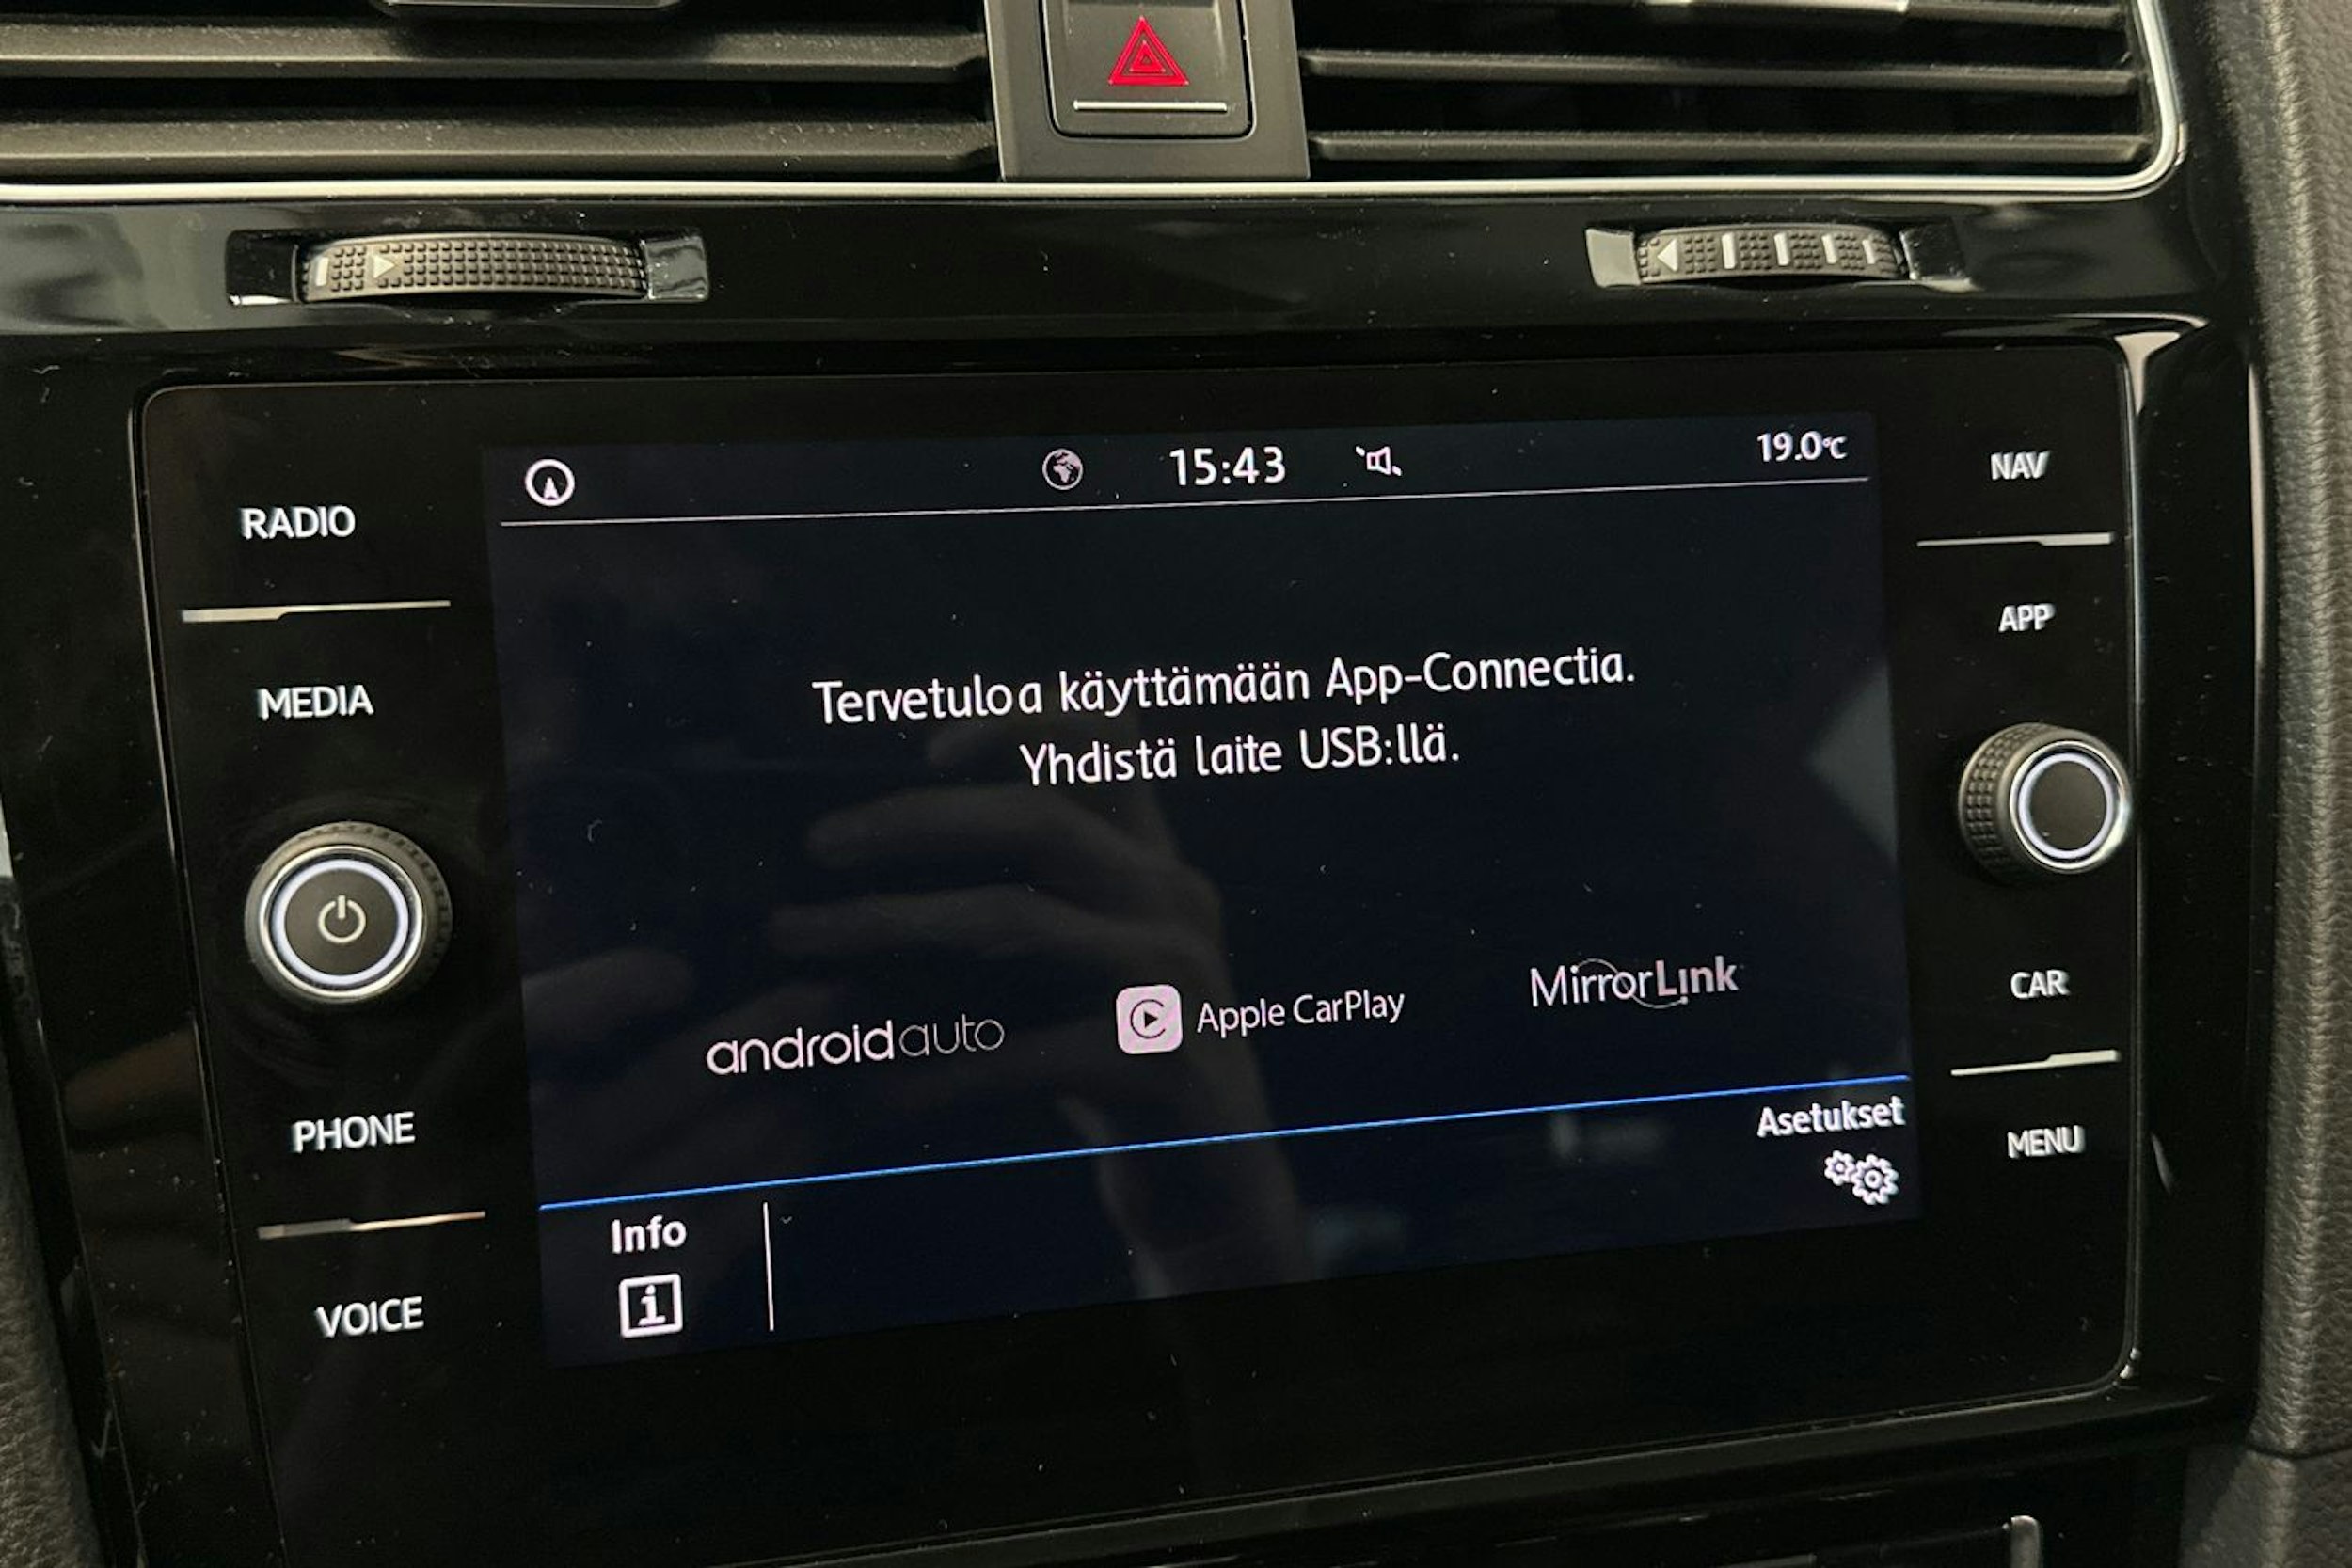 15:43
19.0°C
RADIO
MEDIA
PHONE
VOICE
Tervetuloa käyttämään App-Connectia.
Yhdistä laite USB:llä.
androidauto
Apple CarPlay
MirrorLink
Info
Asetukset
NAV
APP
CAR
MENU